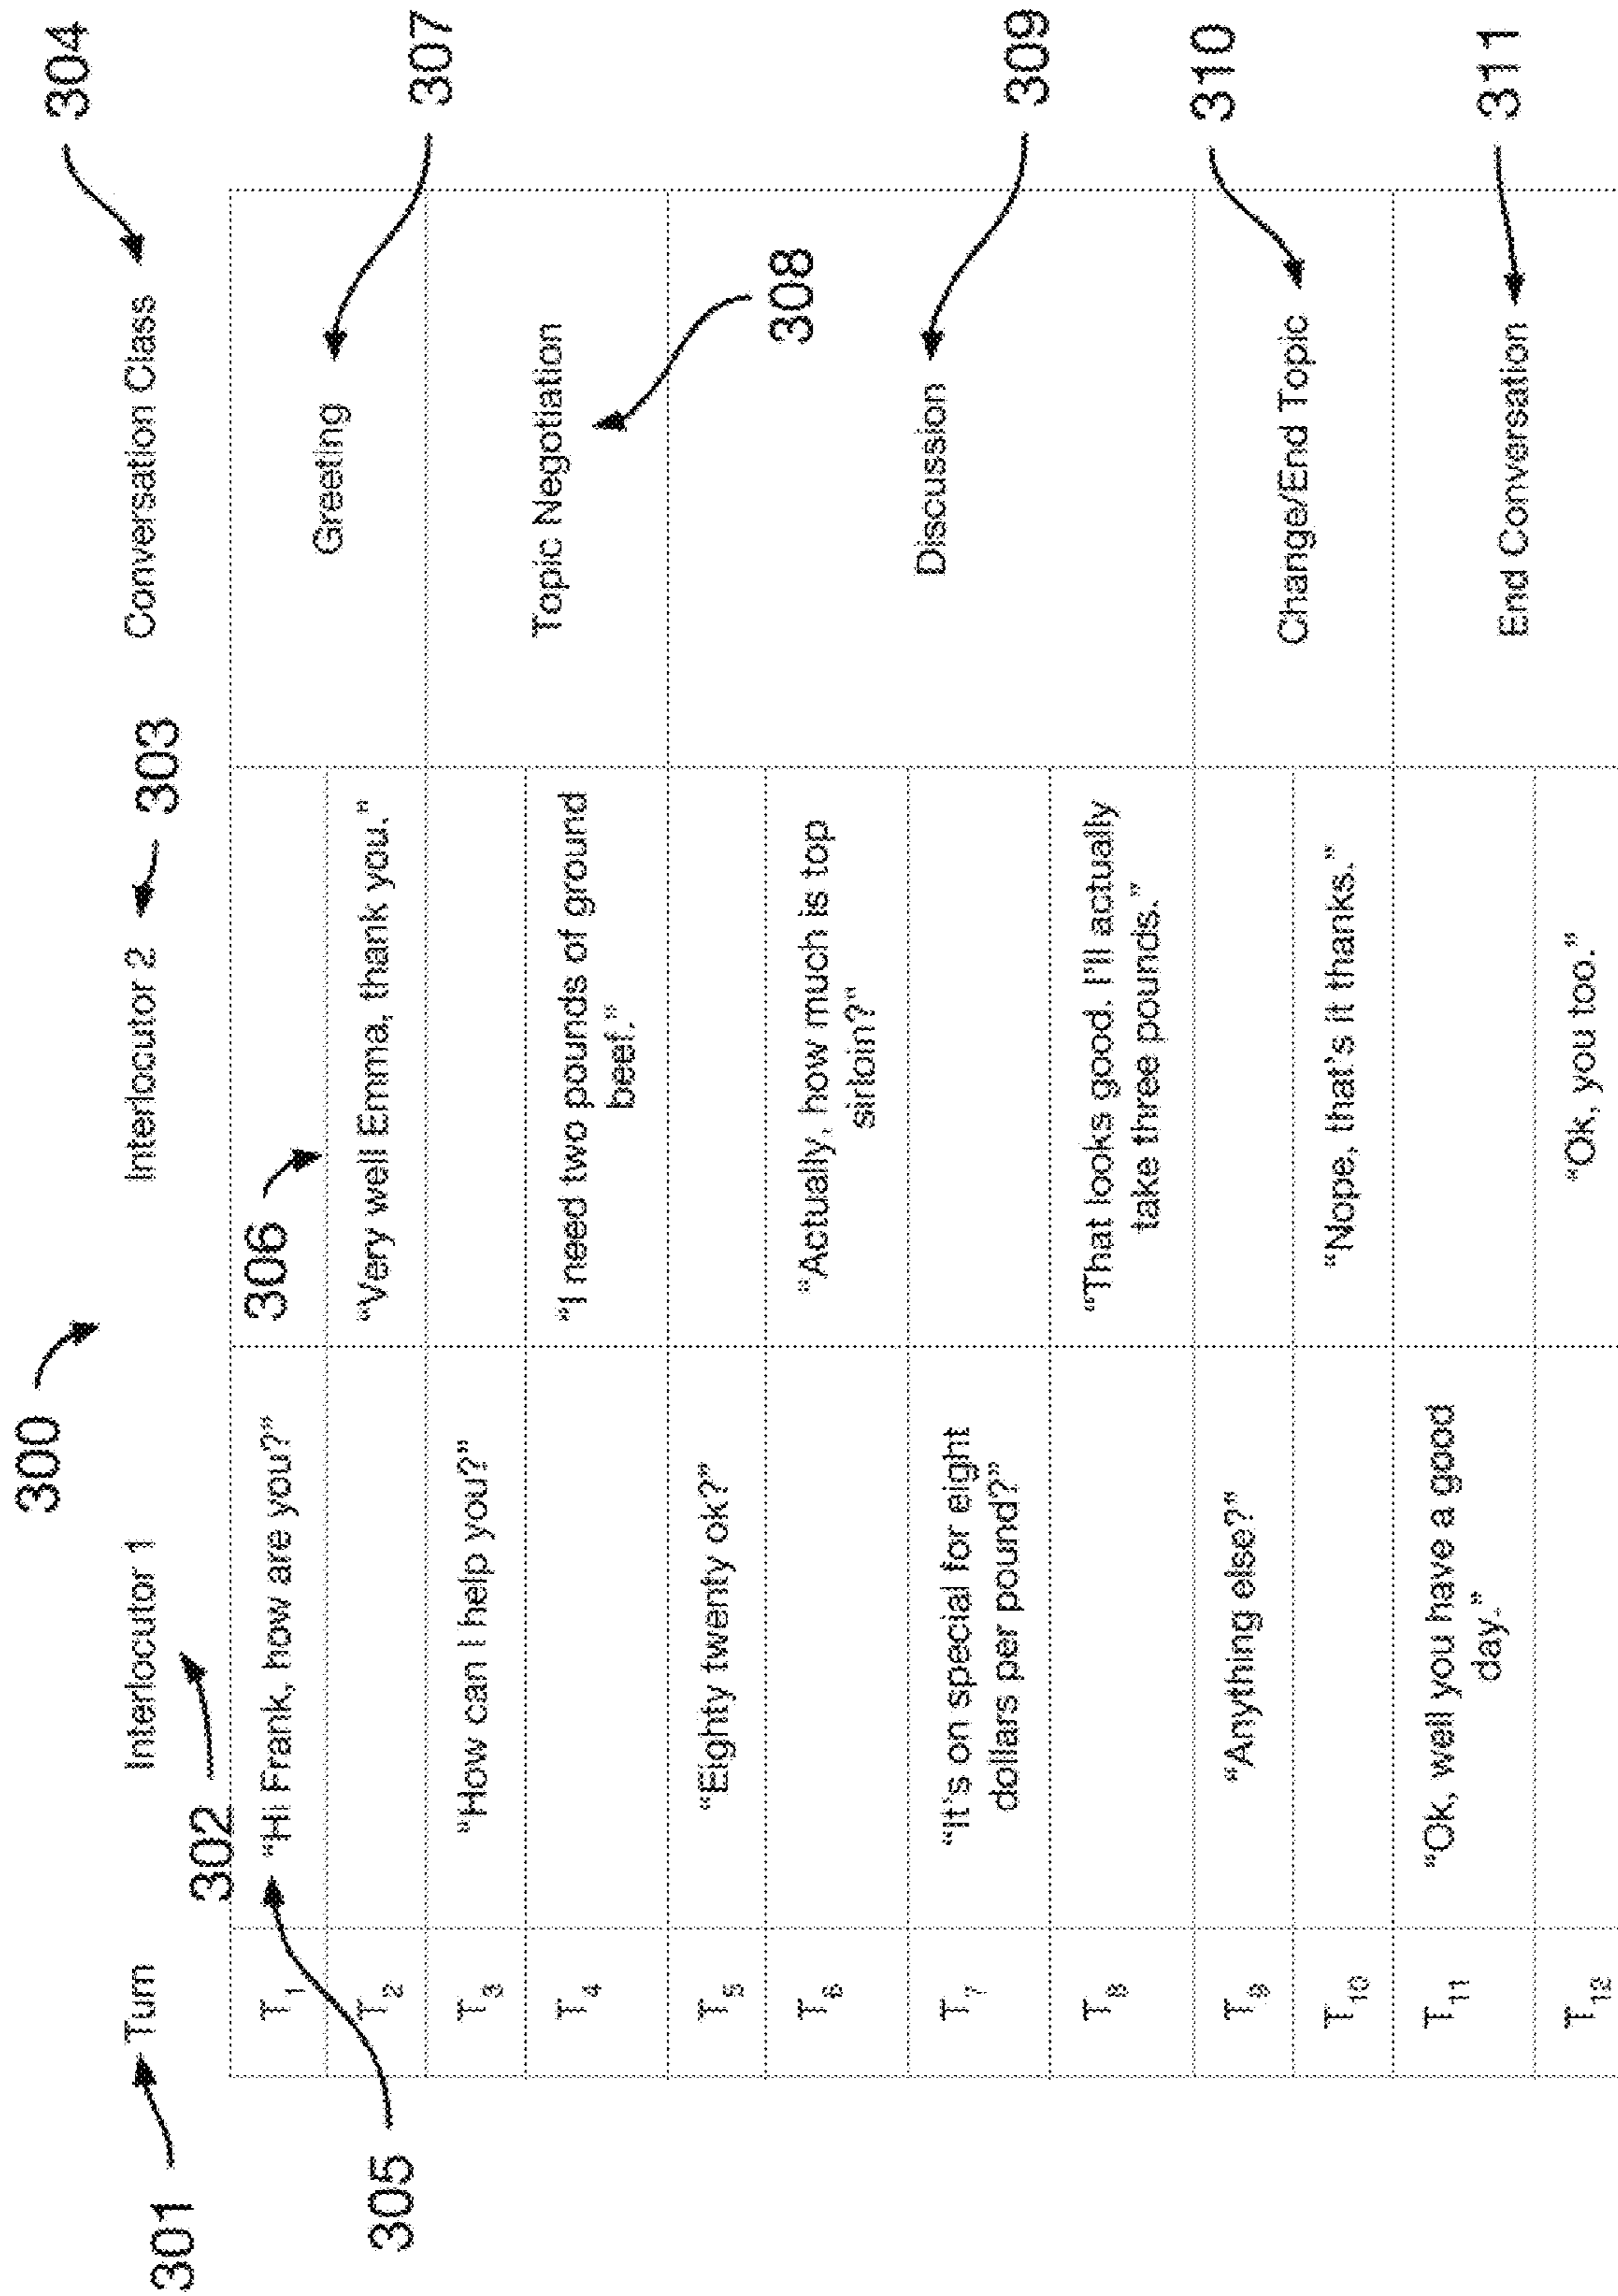 300
304
301 Turn
Interlocutor 1
302
Interlocutor 2
303
Conversation Class
305
T1
“Hi Frank, how are you?”
306
Greeting
307
T2
“Very well Emma, thank you.”
T3
“How can I help you?”
Topic Negotiation
308
T4
“I need two pounds of ground
beef.”
T5
“Eighty twenty ok?”
Discussion
309
T6
“Actually, how much is top
sirloin?”
T7
“It’s on special for eight
dollars per pound?”
T8
“That looks good. I’ll actually
take three pounds.”
T9
“Anything else?”
Change/End Topic
310
T10
“Nope, that’s it thanks.”
T11
“Ok, well you have a good
day.”
End Conversation
311
T12
“Ok, you too.”